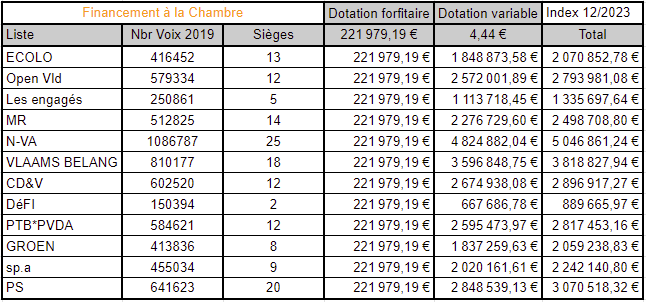 Financement à la Chambre Dotation forfitaire Dotation variable Index 12/2023
Liste Nbr Voix 2019 Sièges 221 979,19 € 4,44 € Total
ECOLO 416452 13 221 979,19 € 1 848 873,58 € 2 070 852,78 €
Open Vld 579334 12 221 979,19 € 2 572 001,89 € 2 793 981,08 €
Les engagés 250861 5 221 979,19 € 1 113 718,45 € 1 335 697,64 €
MR 512825 14 221 979,19 € 2 276 729,60 € 2 498 708,80 €
N-VA 1086787 25 221 979,19 € 4 824 882,04 € 5 046 861,24 €
VLAAMS BELANG 810177 18 221 979,19 € 3 596 848,75 € 3 818 827,94 €
CD&V 602520 12 221 979,19 € 2 674 938,08 € 2 896 917,27 €
DéFI 150394 2 221 979,19 € 667 686,78 € 889 665,97 €
PTB*PVDA 584621 12 221 979,19 € 2 595 473,97 € 2 817 453,16 €
GROEN 413836 8 221 979,19 € 1 837 259,63 € 2 059 238,83 €
sp.a 455034 9 221 979,19 € 2 020 161,61 € 2 242 140,80 €
PS 641623 20 221 979,19 € 2 848 539,13 € 3 070 518,32 €